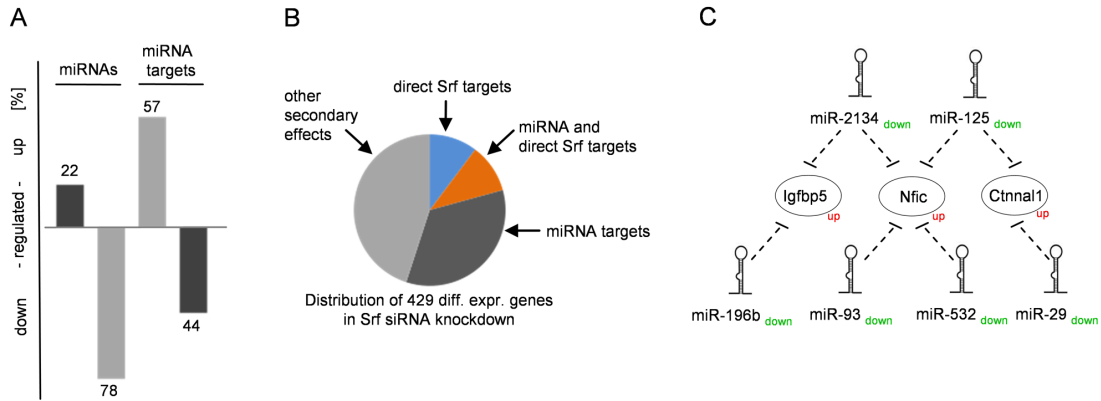 A
miRNAs
miRNA
targets
[%]
up
- regulated -
down
22
78
57
44
B
direct Srf targets
other
secondary
effects
miRNA and
direct Srf targets
miRNA targets
Distribution of 429 diff. expr. genes
in Srf siRNA knockdown
C
miR-2134 down
miR-125 down
Igfbp5 up
Nfic up
Ctnnal1 up
miR-196b down
miR-93 down
miR-532 down
miR-29 down